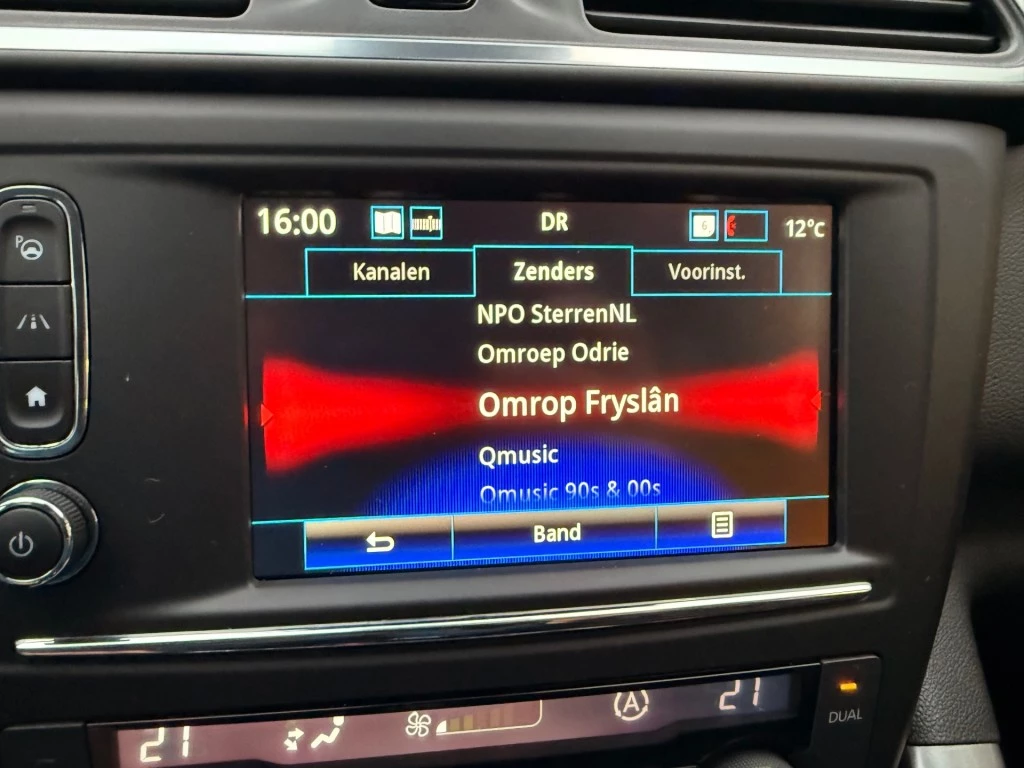 16:00 DR 6 12°C
Kanalen Zenders Voorinst.
NPO SterrenNL
Omroep Odrie
Omrop Fryslân
Qmusic
Qmusic 90s & 00s
Band
P
21 A 21
DUAL